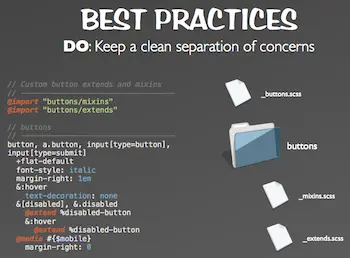 BEST PRACTICES
DO: Keep a clean separation of concerns
// Custom button extends and mixins
// ————————————————————————
@import "buttons/mixins"
@import "buttons/extends"
// buttons
// ————————————————————————
button, a.button, input[type=button],
input[type=submit]
+flat-default
font-style: italic
margin-right: 1em
&:hover
text-decoration: none
&[disabled], &.disabled
@extend %disabled-button
&:hover
@extend %disabled-button
@media #{$mobile}
margin-right: 0
_buttons.scss
buttons
_mixins.scss
_extends.scss